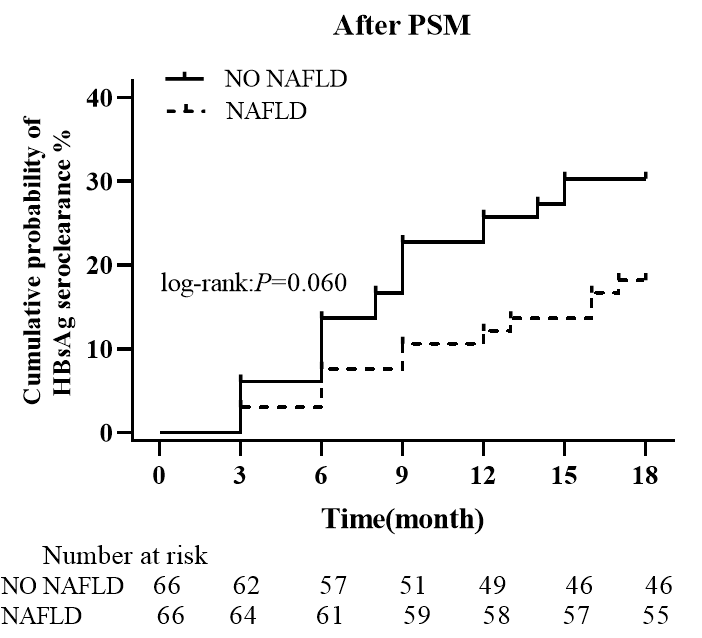 After PSM
NO NAFLD
NAFLD
Cumulative probability of
HBsAg seroclearance %
40
30
20
10
0
log-rank:P=0.060
0 3 6 9 12 15 18
Time(month)
Number at risk
NO NAFLD 66 62 57 51 49 46 46
NAFLD 66 64 61 59 58 57 55